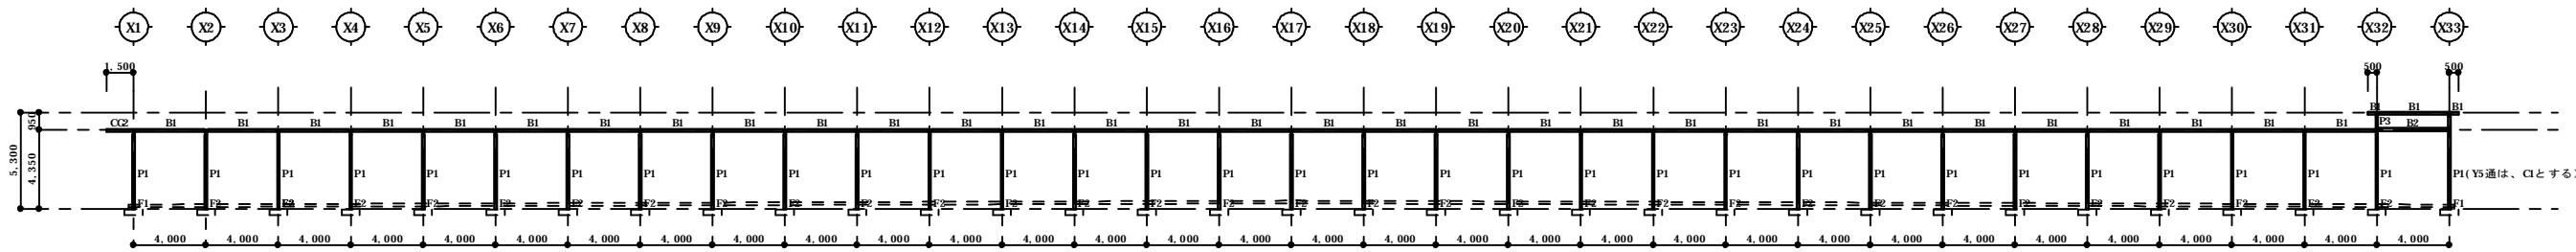 X1 X2 X3 X4 X5 X6 X7 X8 X9 X10 X11 X12 X13 X14 X15 X16 X17 X18 X19 X20 X21 X22 X23 X24 X25 X26 X27 X28 X29 X30 X31 X32 X33
1,500 500 500
B1 B1 B1
950
CG2 B1 B1 B1 B1 B1 B1 B1 B1 B1 B1 B1 B1 B1 B1 B1 B1 B1 B1 B1 B1 B1 B1 B1 B1 B1 B1 B1 B1 B1 B1 B1 P3 B2
5,300 4,350
P1 P1 P1 P1 P1 P1 P1 P1 P1 P1 P1 P1 P1 P1 P1 P1 P1 P1 P1 P1 P1 P1 P1 P1 P1 P1 P1 P1 P1 P1 P1 P1 P1(Y5通は、C1とする)
F1 F2 F2 F2 F2 F2 F2 F2 F2 F2 F2 F2 F2 F2 F2 F2 F2 F2 F2 F2 F2 F2 F2 F2 F2 F2 F2 F2 F2 F2 F2 F2 F1
4,000 4,000 4,000 4,000 4,000 4,000 4,000 4,000 4,000 4,000 4,000 4,000 4,000 4,000 4,000 4,000 4,000 4,000 4,000 4,000 4,000 4,000 4,000 4,000 4,000 4,000 4,000 4,000 4,000 4,000 4,000 4,000